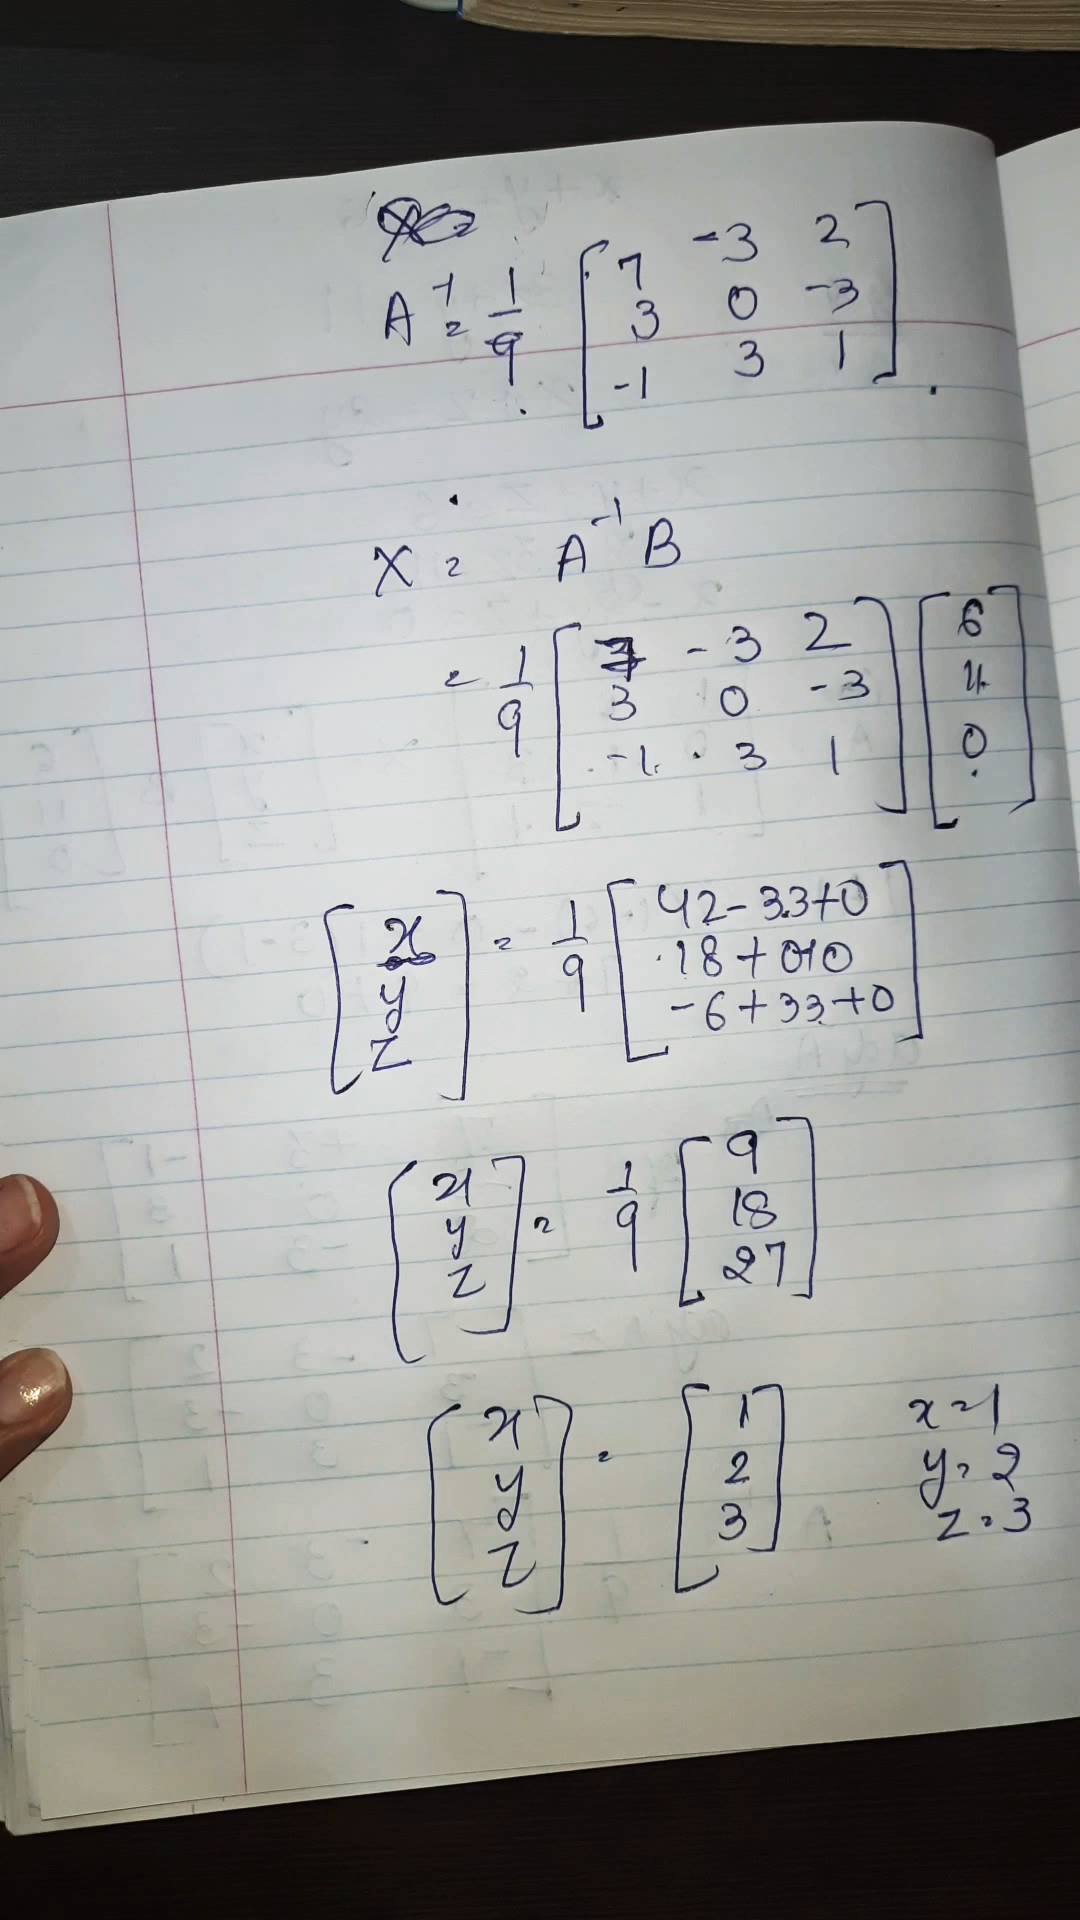 A⁻¹ = 1/9 [ 7 -3 2
3 0 -3
-1 3 1 ].
X = A⁻¹ B
= 1/9 [ 7 -3 2
3 0 -3
-1 3 1 ] [ 6
11
0 ]
[ x
y
z ] = 1/9 [ 42-33+0
18+0+0
-6+33+0 ]
[ x
y
z ] = 1/9 [ 9
18
27 ]
[ x
y
z ] = [ 1
2
3 ]
x=1
y=2
z=3